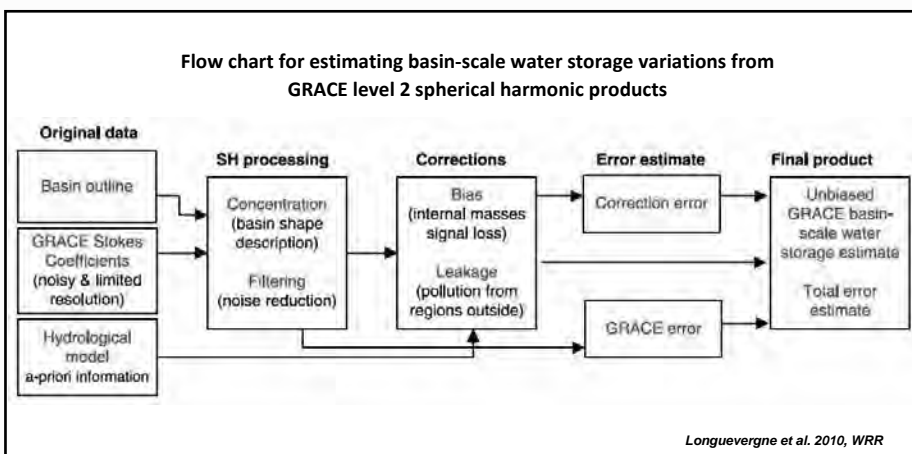 Flow chart for estimating basin-scale water storage variations from
GRACE level 2 spherical harmonic products
Original data
Basin outline
GRACE Stokes
Coefficients
(noisy & limited
resolution)
Hydrological
model
a-priori information
SH processing
Concentration
(basin shape
description)
Filtering
(noise reduction)
Corrections
Bias
(internal masses
signal loss)
Leakage
(pollution from
regions outside)
Error estimate
Correction error
GRACE error
Final product
Unbiased
GRACE basin-
scale water
storage estimate
Total error
estimate
Longuevergne et al. 2010, WRR